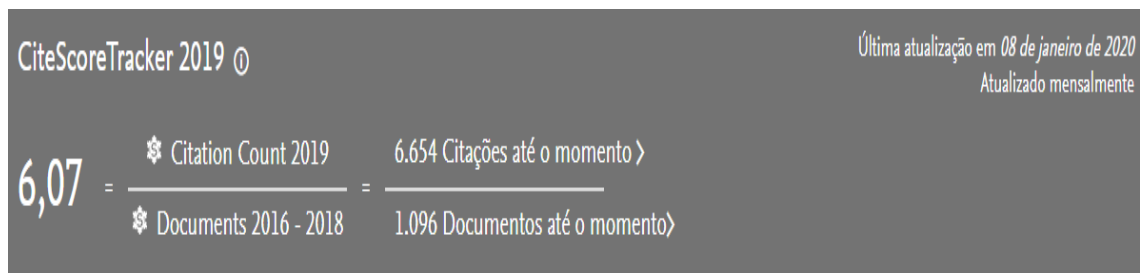 CiteScoreTracker 2019 ⓘ
Última atualização em 08 de janeiro de 2020
Atualizado mensalmente
6,07 = Citation Count 2019 = 6.654 Citações até o momento >
Documents 2016 - 2018 1.096 Documentos até o momento>